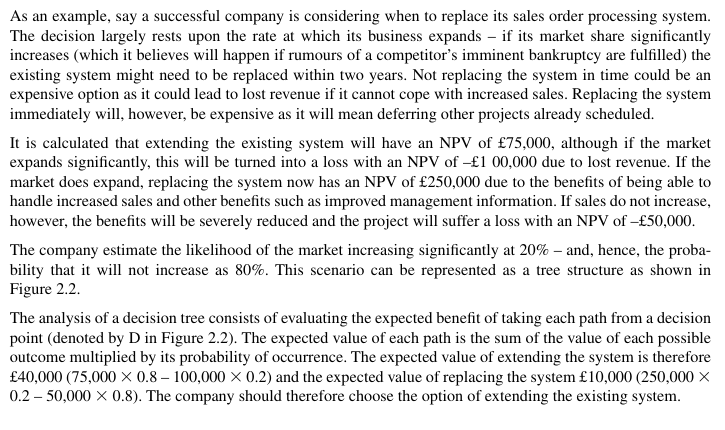 As an example, say a successful company is considering when to replace its sales order processing system.
The decision largely rests upon the rate at which its business expands – if its market share significantly
increases (which it believes will happen if rumours of a competitor's imminent bankruptcy are fulfilled) the
existing system might need to be replaced within two years. Not replacing the system in time could be an
expensive option as it could lead to lost revenue if it cannot cope with increased sales. Replacing the system
immediately will, however, be expensive as it will mean deferring other projects already scheduled.
It is calculated that extending the existing system will have an NPV of £75,000, although if the market
expands significantly, this will be turned into a loss with an NPV of –£1 00,000 due to lost revenue. If the
market does expand, replacing the system now has an NPV of £250,000 due to the benefits of being able to
handle increased sales and other benefits such as improved management information. If sales do not increase,
however, the benefits will be severely reduced and the project will suffer a loss with an NPV of –£50,000.
The company estimate the likelihood of the market increasing significantly at 20% – and, hence, the proba-
bility that it will not increase as 80%. This scenario can be represented as a tree structure as shown in
Figure 2.2.
The analysis of a decision tree consists of evaluating the expected benefit of taking each path from a decision
point (denoted by D in Figure 2.2). The expected value of each path is the sum of the value of each possible
outcome multiplied by its probability of occurrence. The expected value of extending the system is therefore
£40,000 (75,000 × 0.8 – 100,000 × 0.2) and the expected value of replacing the system £10,000 (250,000 ×
0.2 – 50,000 × 0.8). The company should therefore choose the option of extending the existing system.